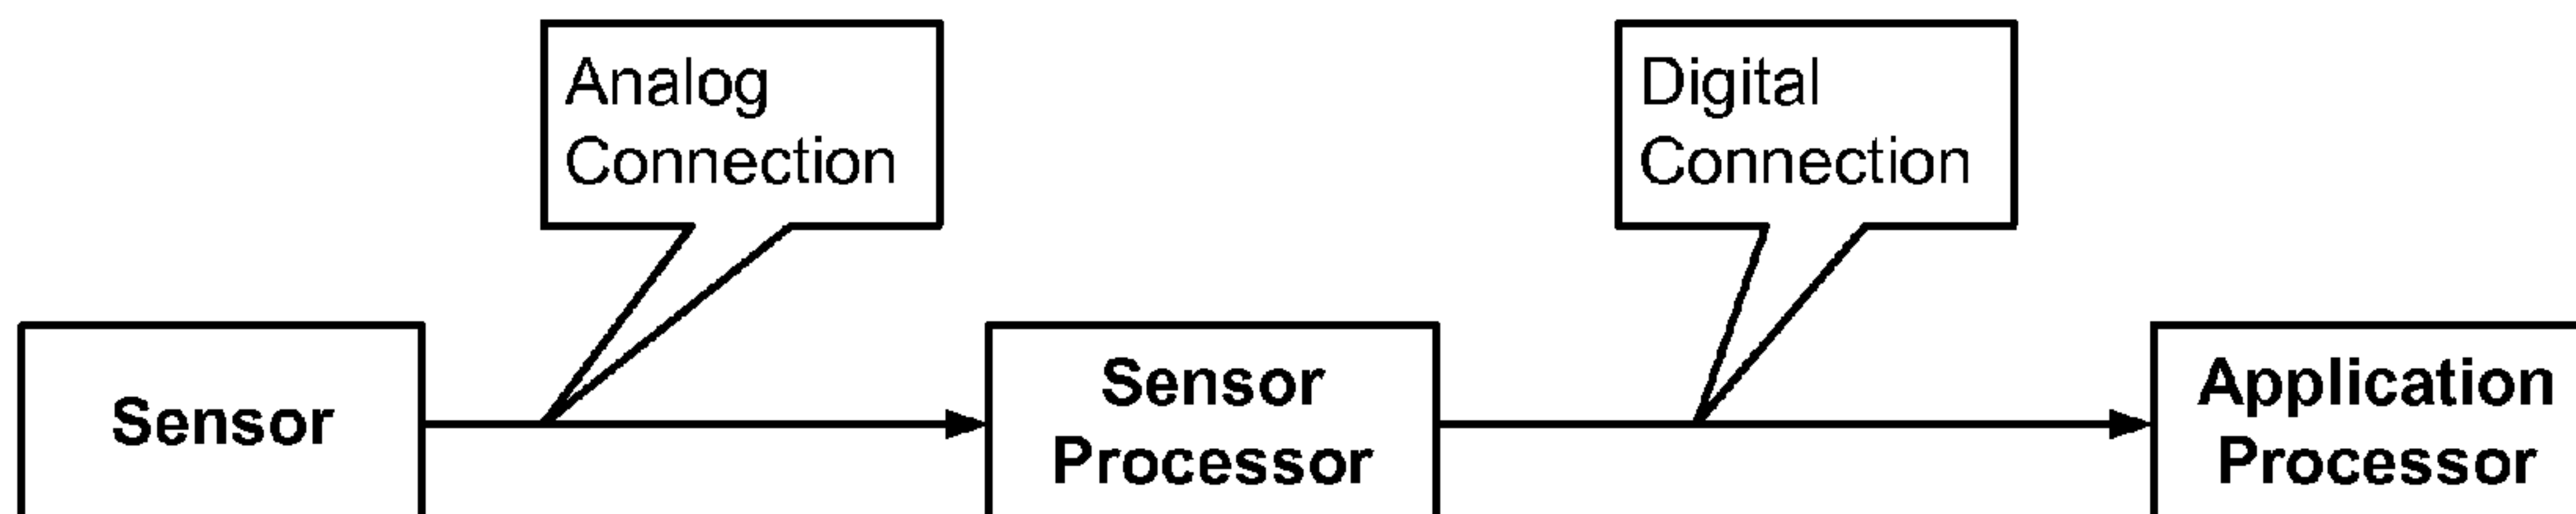 Analog
Connection
Digital
Connection
Sensor
Sensor
Processor
Application
Processor